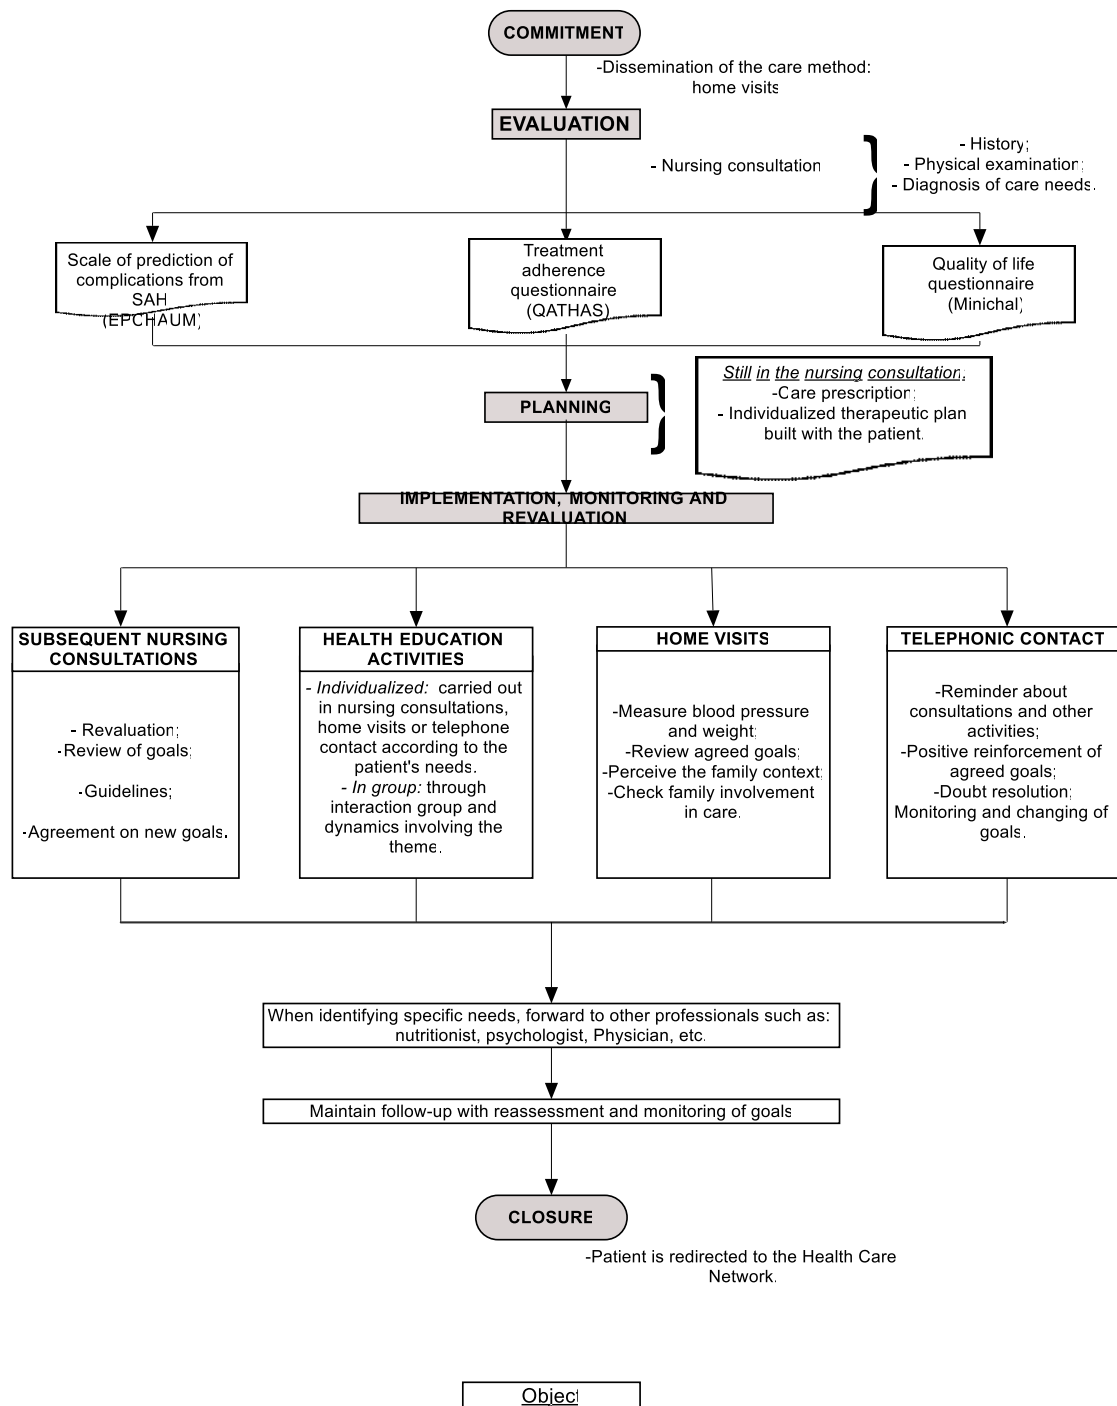 COMMITMENT
-Dissemination of the care method:
home visits
EVALUATION
- Nursing consultation
- History;
- Physical examination;
- Diagnosis of care needs.
Scale of prediction of
complications from
SAH
(EPCHAUM)
Treatment
adherence
questionnaire
(QATHAS)
Quality of life
questionnaire
(Minichal)
PLANNING
Still in the nursing consultation.
-Care prescription;
- Individualized therapeutic plan
built with the patient.
IMPLEMENTATION, MONITORING AND
REVALUATION
SUBSEQUENT NURSING
CONSULTATIONS
- Revaluation;
-Review of goals;
-Guidelines;
-Agreement on new goals.
HEALTH EDUCATION
ACTIVITIES
- Individualized: carried out
in nursing consultations,
home visits or telephone
contact according to the
patient's needs.
- In group: through
interaction group and
dynamics involving the
theme.
HOME VISITS
-Measure blood pressure
and weight;
-Review agreed goals;
-Perceive the family context;
-Check family involvement
in care.
TELEPHONIC CONTACT
-Reminder about
consultations and other
activities;
-Positive reinforcement of
agreed goals;
-Doubt resolution;
Monitoring and changing of
goals.
When identifying specific needs, forward to other professionals such as:
nutritionist, psychologist, Physician, etc.
Maintain follow-up with reassessment and monitoring of goals
CLOSURE
-Patient is redirected to the Health Care
Network.
Object